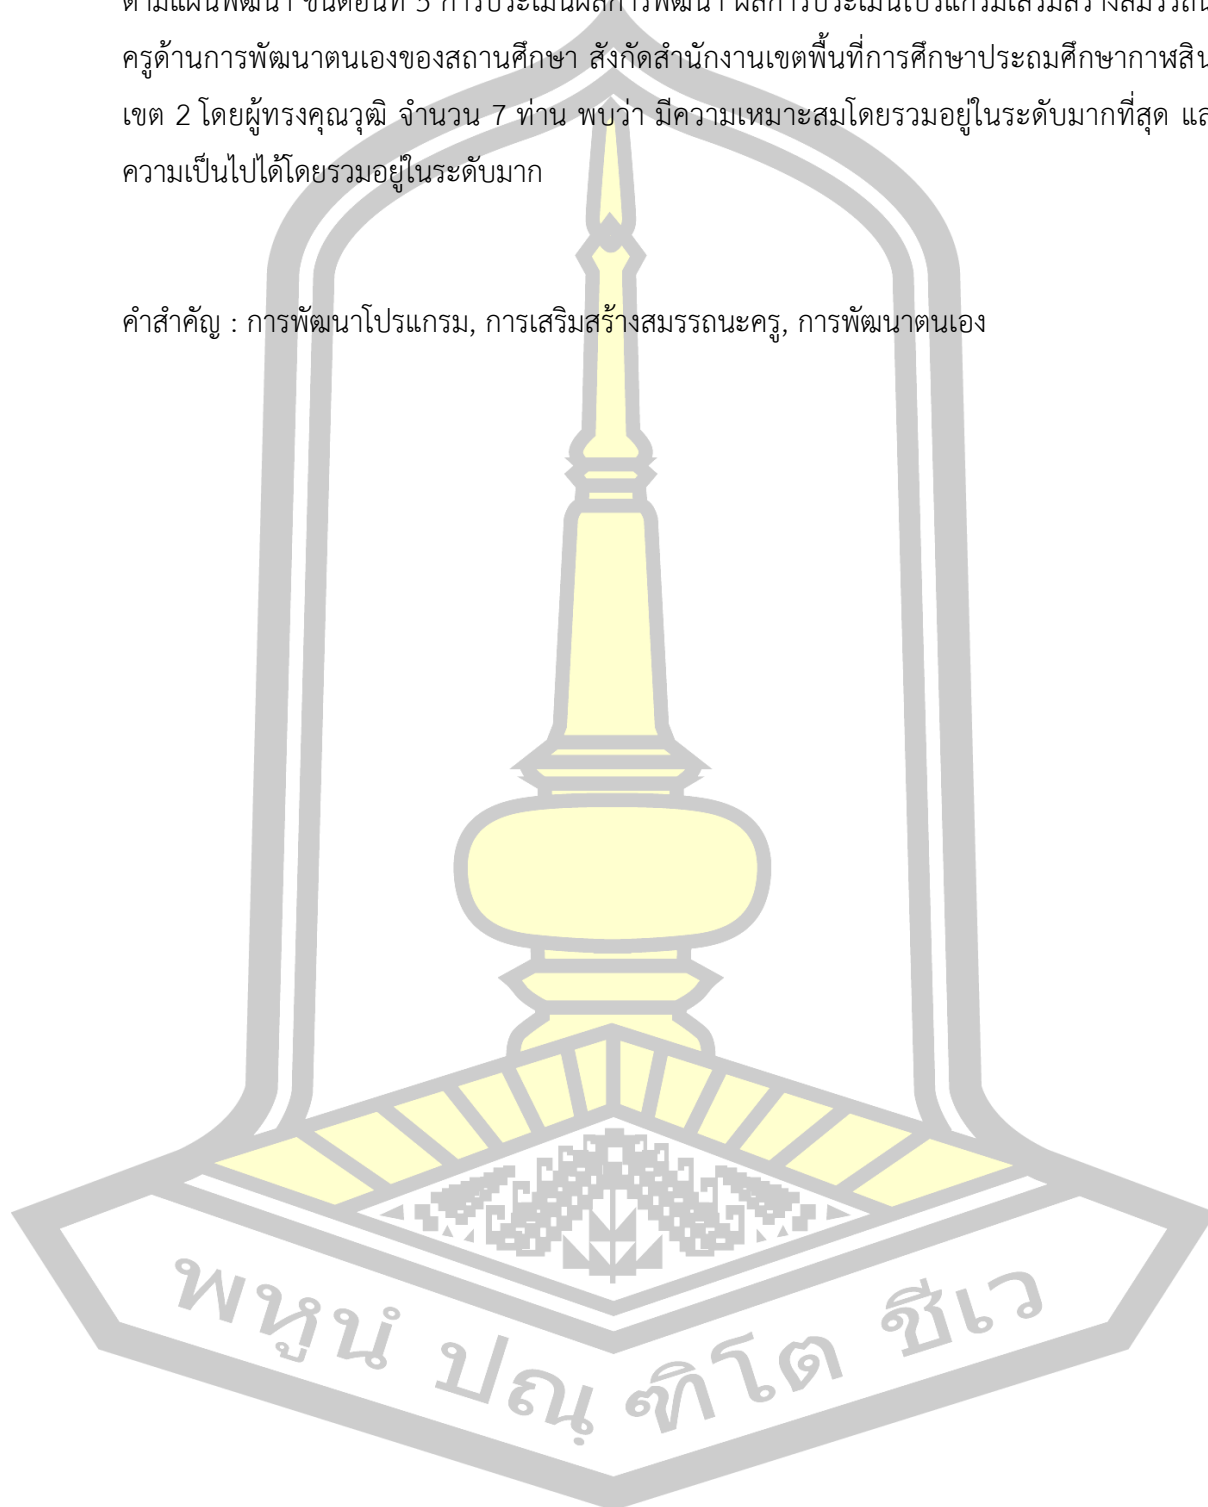 ตามแผนพัฒนา ขั้นตอนที่ 5 การประเมินผลการพัฒนา ผลการประเมินโปรแกรมเสริมสร้างสมรรถน
ครูด้านการพัฒนาตนเองของสถานศึกษา สังกัดสำนักงานเขตพื้นที่การศึกษาประถมศึกษากาฬสิน
เขต 2 โดยผู้ทรงคุณวุฒิ จำนวน 7 ท่าน พบว่า มีความเหมาะสมโดยรวมอยู่ในระดับมากที่สุด แล
ความเป็นไปได้โดยรวมอยู่ในระดับมาก
คำสำคัญ : การพัฒนาโปรแกรม, การเสริมสร้างสมรรถนะครู, การพัฒนาตนเอง
พหูนํ ปณฺฑิโต ชีเว